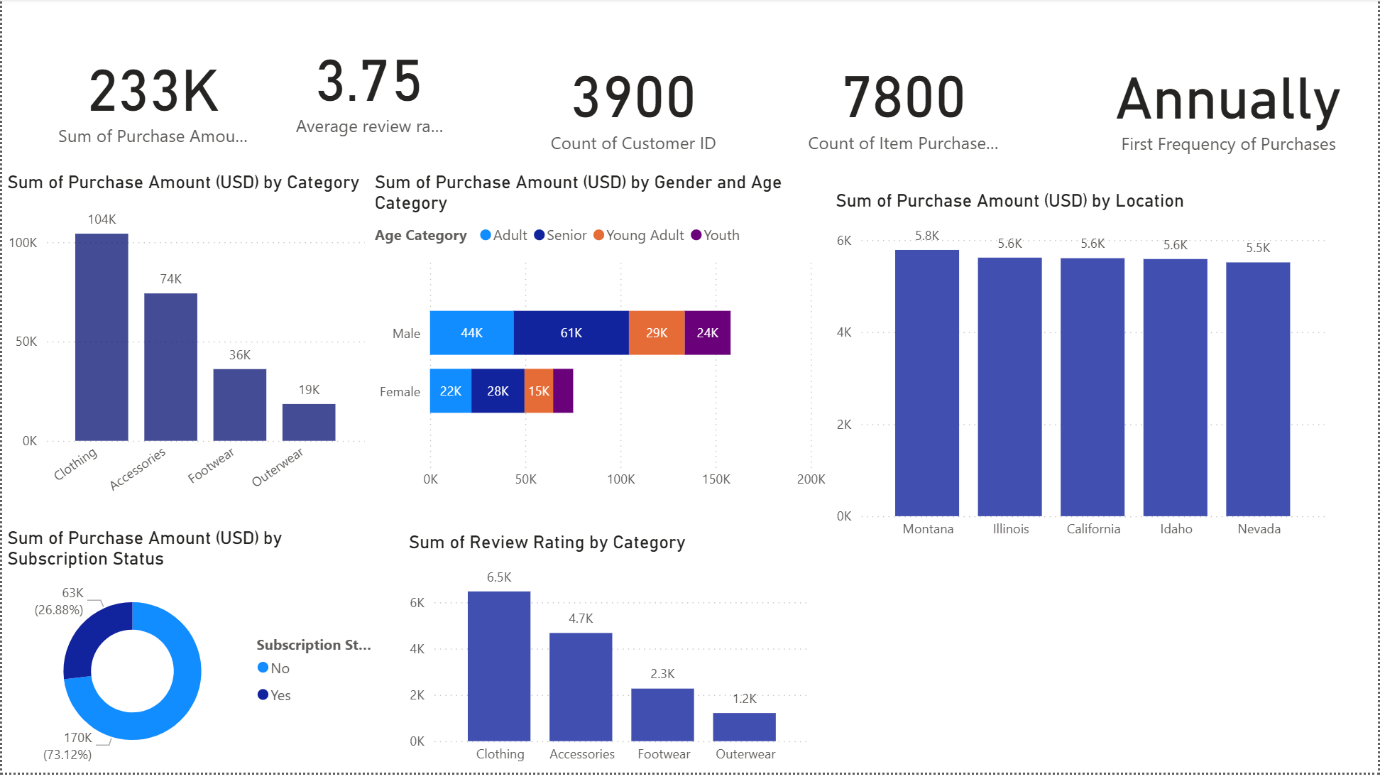 233K
Sum of Purchase Amou...
3.75
Average review ra...
3900
Count of Customer ID
7800
Count of Item Purchase...
Annually
First Frequency of Purchases
Sum of Purchase Amount (USD) by Category
100K
50K
0K
104K
74K
36K
19K
Clothing
Accessories
Footwear
Outerwear
Sum of Purchase Amount (USD) by Gender and Age
Category
Age Category Adult Senior Young Adult Youth
Male 44K 61K 29K 24K
Female 22K 28K 15K
0K 50K 100K 150K 200K
Sum of Purchase Amount (USD) by Location
6K
4K
2K
0K
5.8K 5.6K 5.6K 5.6K 5.5K
Montana Illinois California Idaho Nevada
Sum of Purchase Amount (USD) by
Subscription Status
63K
(26.88%)
170K
(73.12%)
Subscription St...
No
Yes
Sum of Review Rating by Category
6K
4K
2K
0K
6.5K
4.7K
2.3K
1.2K
Clothing Accessories Footwear Outerwear